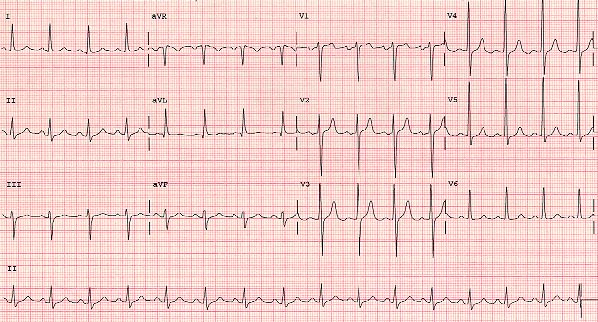 I aVR V1 V4
II aVL V2 V5
III aVF V3 V6
II